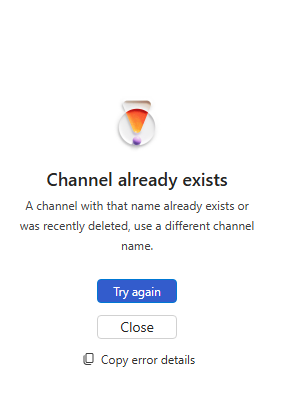 Channel already exists
A channel with that name already exists or
was recently deleted, use a different channel
name.
Try again
Close
Copy error details